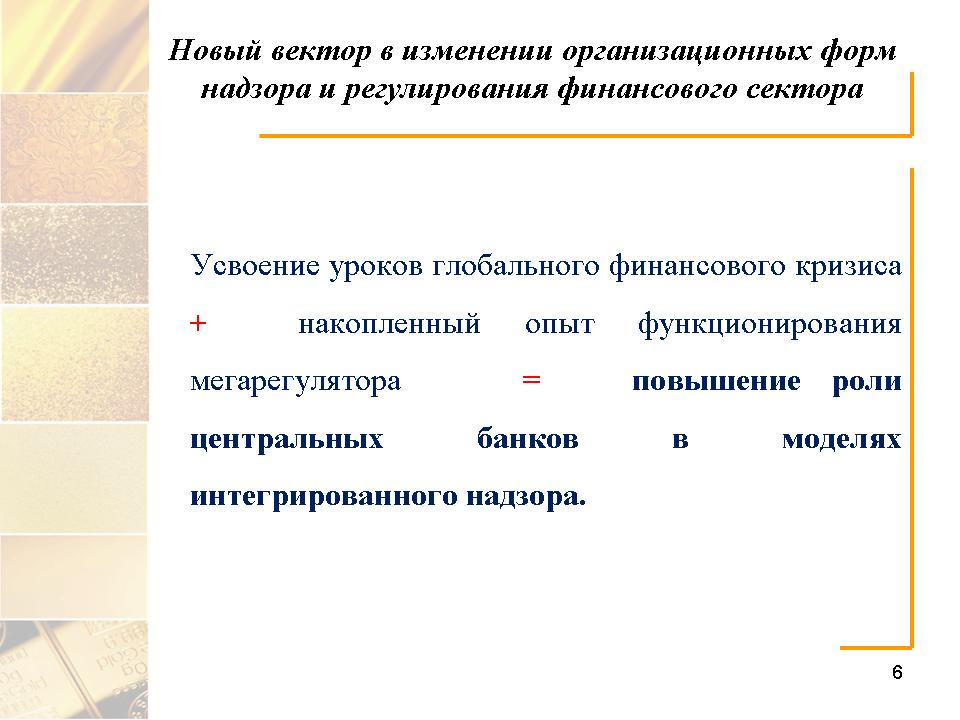 Новый вектор в изменении организационных форм
надзора и регулирования финансового сектора
Усвоение уроков глобального финансового кризиса
+ накопленный опыт функционирования
мегарегулятора = повышение роли
центральных банков в моделях
интегрированного надзора.
6